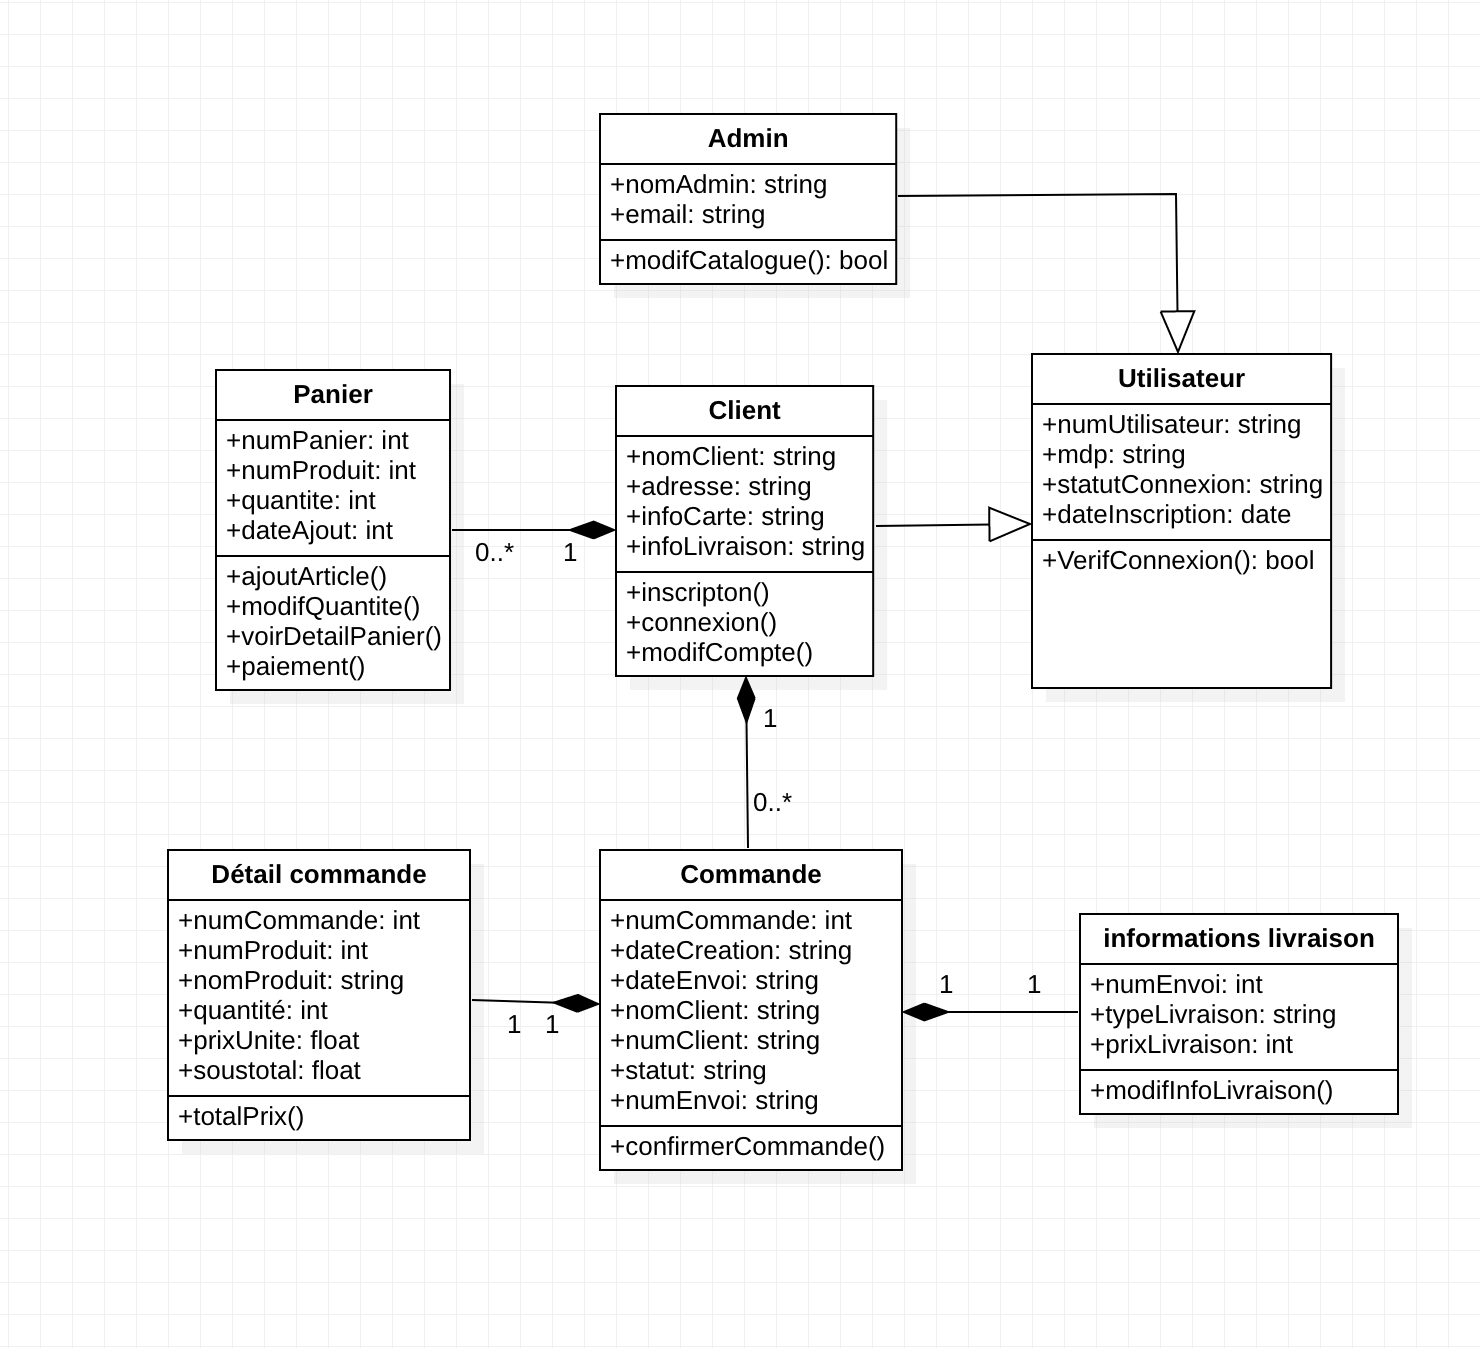 Admin
+nomAdmin: string
+email: string
+modifCatalogue(): bool
Panier
+numPanier: int
+numProduit: int
+quantite: int
+dateAjout: int
+ajoutArticle()
+modifQuantite()
+voirDetailPanier()
+paiement()
0..*
1
Client
+nomClient: string
+adresse: string
+infoCarte: string
+infoLivraison: string
+inscripton()
+connexion()
+modifCompte()
Utilisateur
+numUtilisateur: string
+mdp: string
+statutConnexion: string
+dateInscription: date
+VerifConnexion(): bool
1
0..*
Détail commande
+numCommande: int
+numProduit: int
+nomProduit: string
+quantité: int
+prixUnite: float
+soustotal: float
+totalPrix()
1
1
Commande
+numCommande: int
+dateCreation: string
+dateEnvoi: string
+nomClient: string
+numClient: string
+statut: string
+numEnvoi: string
+confirmerCommande()
1
1
informations livraison
+numEnvoi: int
+typeLivraison: string
+prixLivraison: int
+modifInfoLivraison()